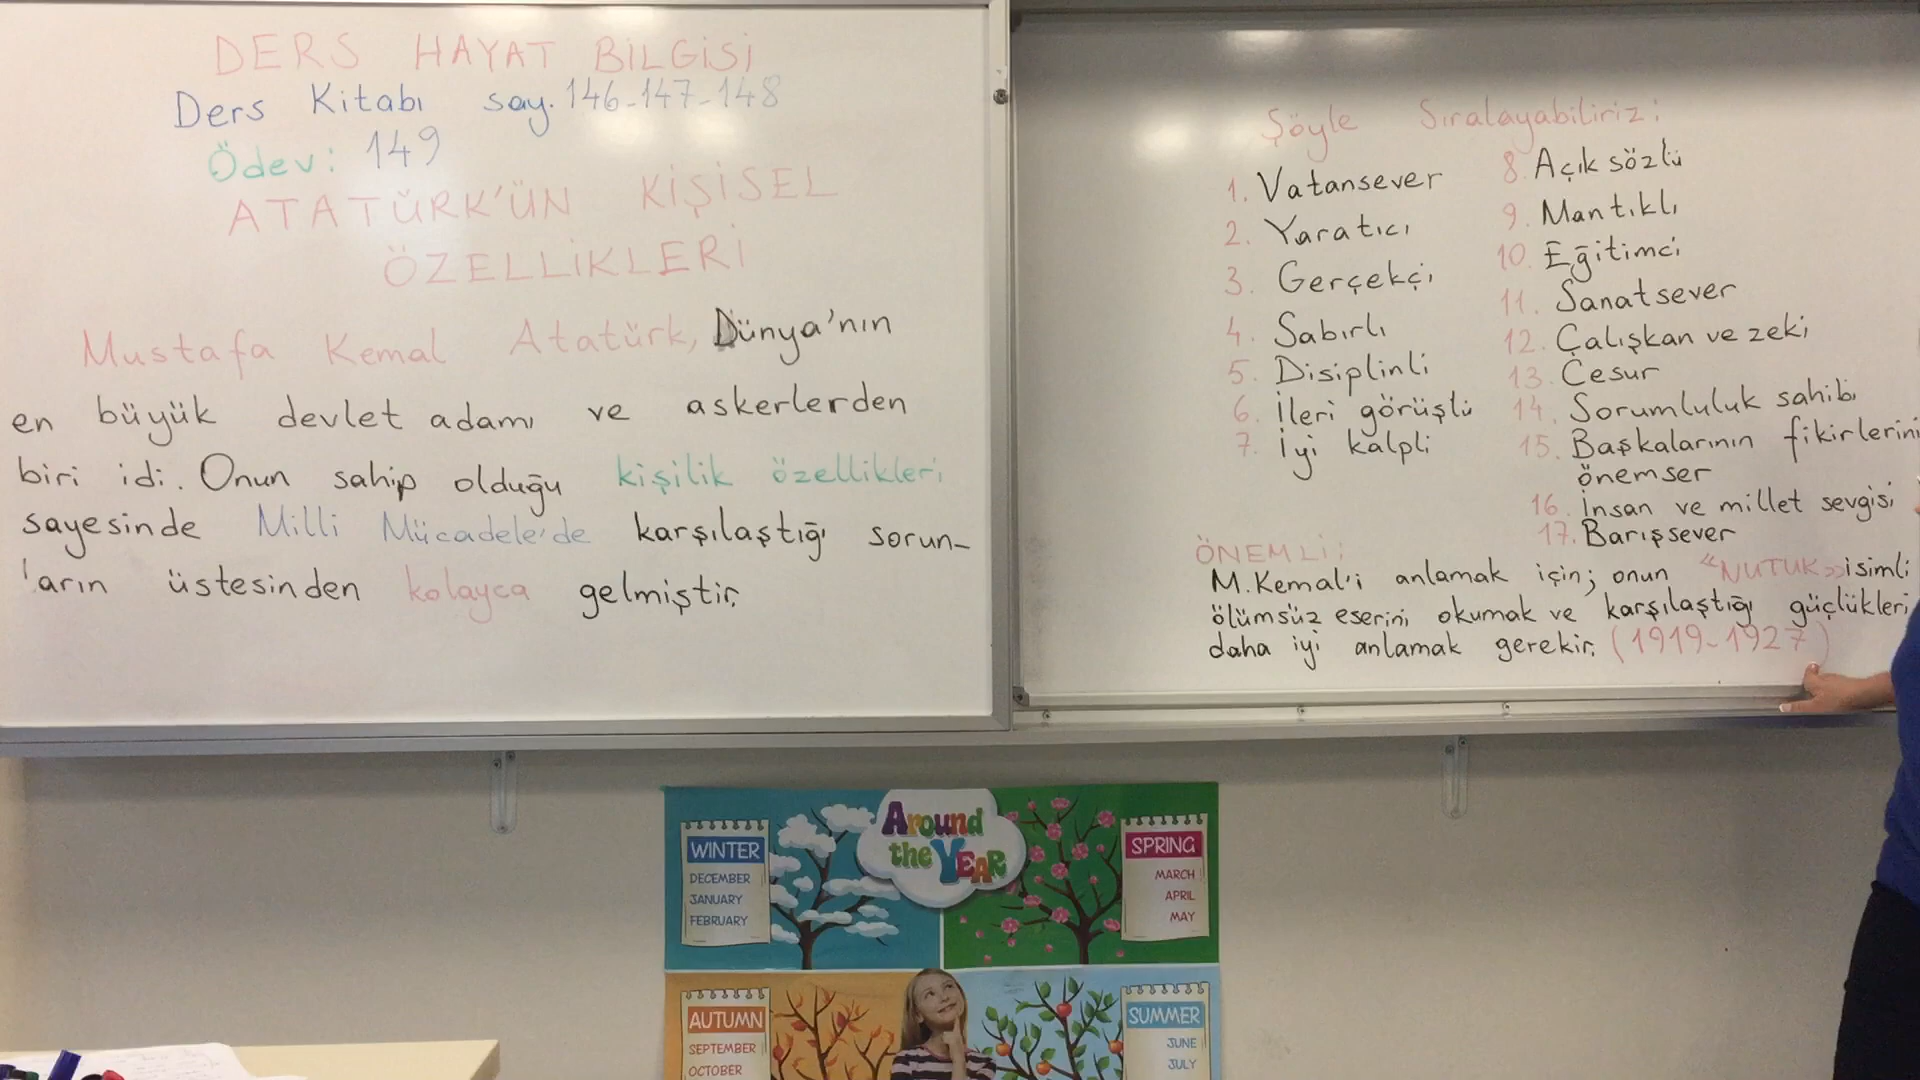 DERS HAYAT BİLGİSİ
Ders Kitabı say. 146-147-148
Ödev: 149
ATATÜRK'ÜN KİŞİSEL
ÖZELLİKLERİ
Mustafa Kemal Atatürk, Dünya'nın
en büyük devlet adamı ve askerlerden
biri idi. Onun sahip olduğu kişilik özellikleri
sayesinde Milli Mücadele'de karşılaştığı sorun-
ların üstesinden kolayca gelmiştir.
Şöyle Sıralayabiliriz:
1. Vatansever
2. Yaratıcı
3. Gerçekçi
4. Sabırlı
5. Disiplinli
6. İleri görüşlü
7. İyi kalpli
8. Açık sözlü
9. Mantıklı
10. Eğitimci
11. Sanatsever
12. Çalışkan ve zeki
13. Cesur
14. Sorumluluk sahibi
15. Başkalarının fikirlerini
önemser
16. İnsan ve millet sevgisi
17. Barışsever
ÖNEMLİ:
M.Kemal'i anlamak için; onun "NUTUK" isimli
ölümsüz eserini okumak ve karşılaştığı güçlükleri
daha iyi anlamak gerekir. (1919-1927)
Around
the YEAR
WINTER
DECEMBER
JANUARY
FEBRUARY
SPRING
MARCH
APRIL
MAY
AUTUMN
SEPTEMBER
OCTOBER
SUMMER
JUNE
JULY